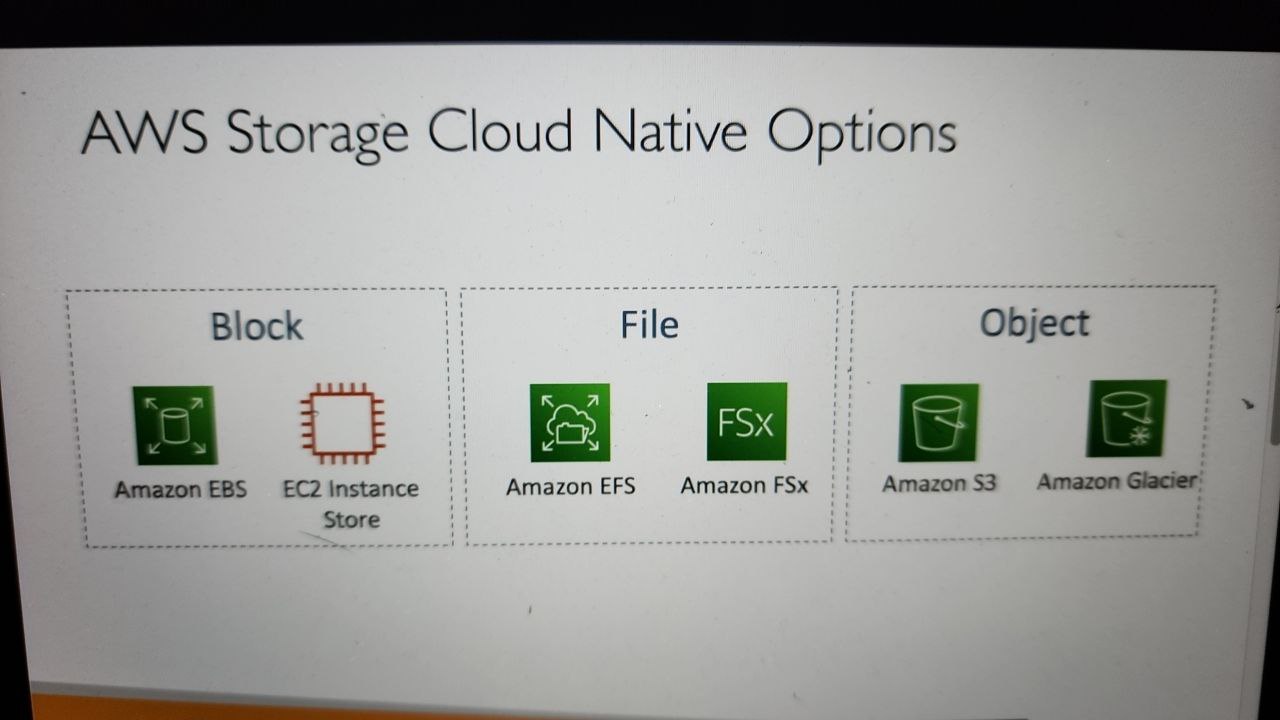 AWS Storage Cloud Native Options
Block
Amazon EBS
EC2 Instance
Store
File
Amazon EFS
FSx
Amazon FSx
Object
Amazon S3
Amazon Glacier